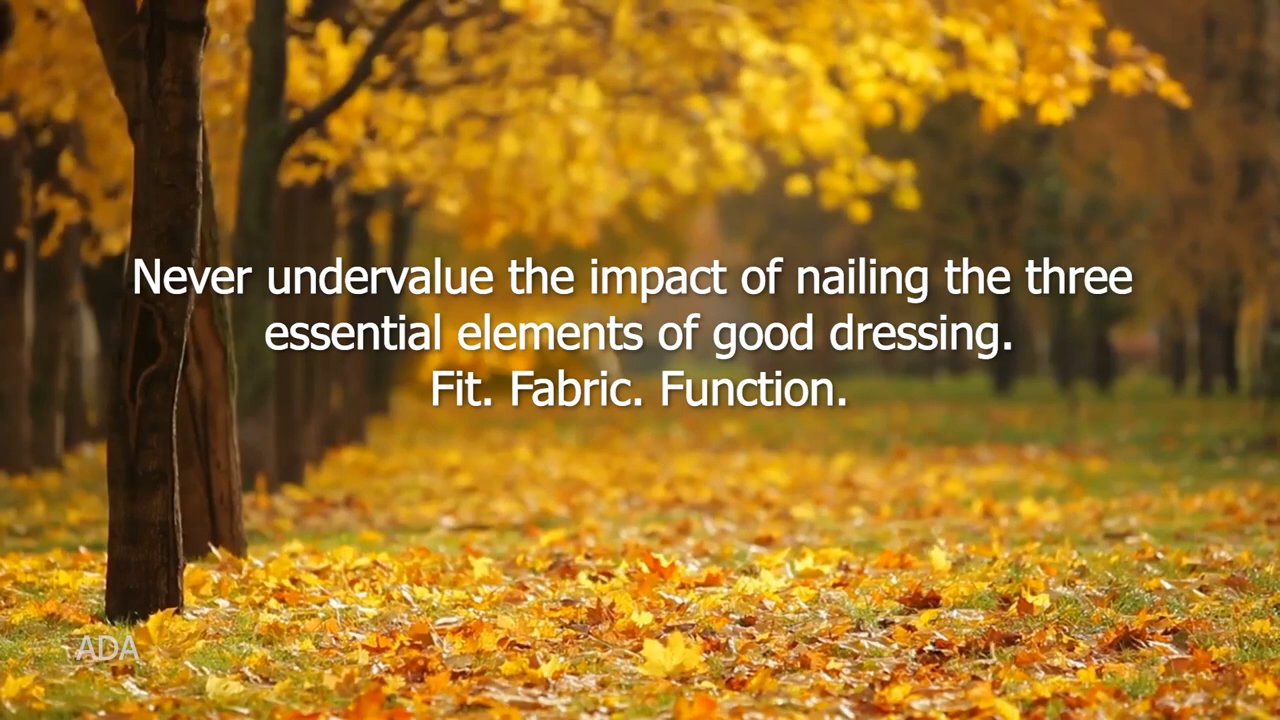 Never undervalue the impact of nailing the three
essential elements of good dressing.
Fit. Fabric. Function.
ADA